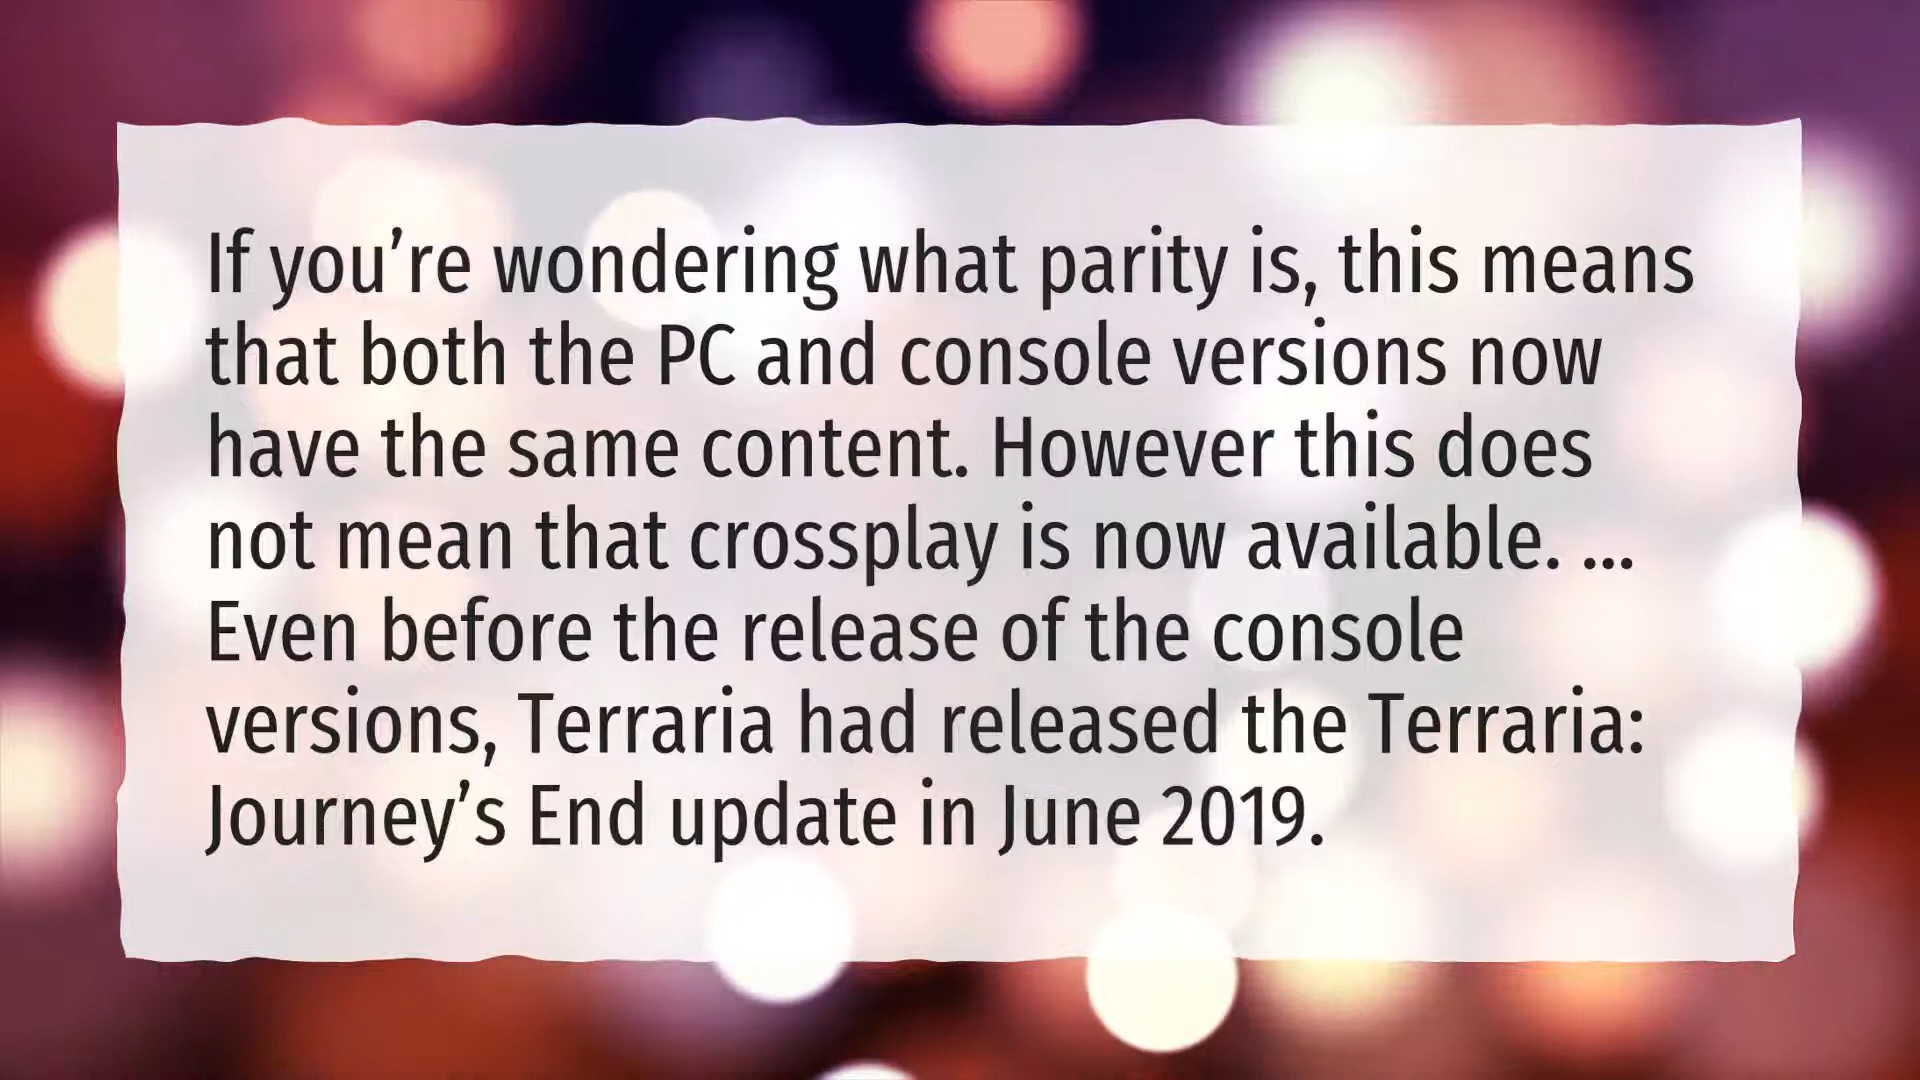 If you’re wondering what parity is, this means
that both the PC and console versions now
have the same content. However this does
not mean that crossplay is now available. ...
Even before the release of the console
versions, Terraria had released the Terraria:
Journey’s End update in June 2019.